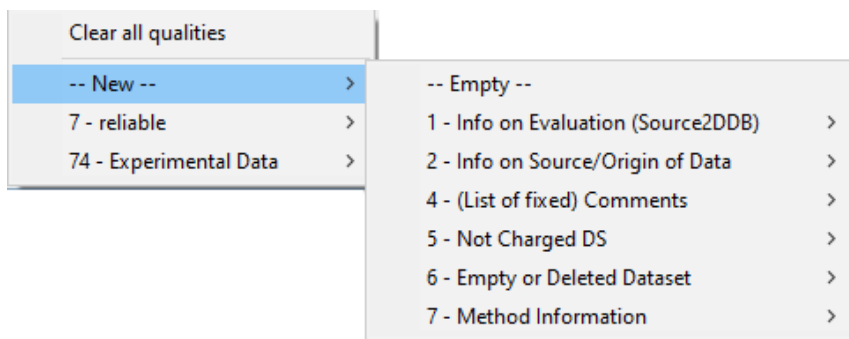 Clear all qualities
-- New --
7 - reliable
74 - Experimental Data
-- Empty --
1 - Info on Evaluation (Source2DDB)
2 - Info on Source/Origin of Data
4 - (List of fixed) Comments
5 - Not Charged DS
6 - Empty or Deleted Dataset
7 - Method Information